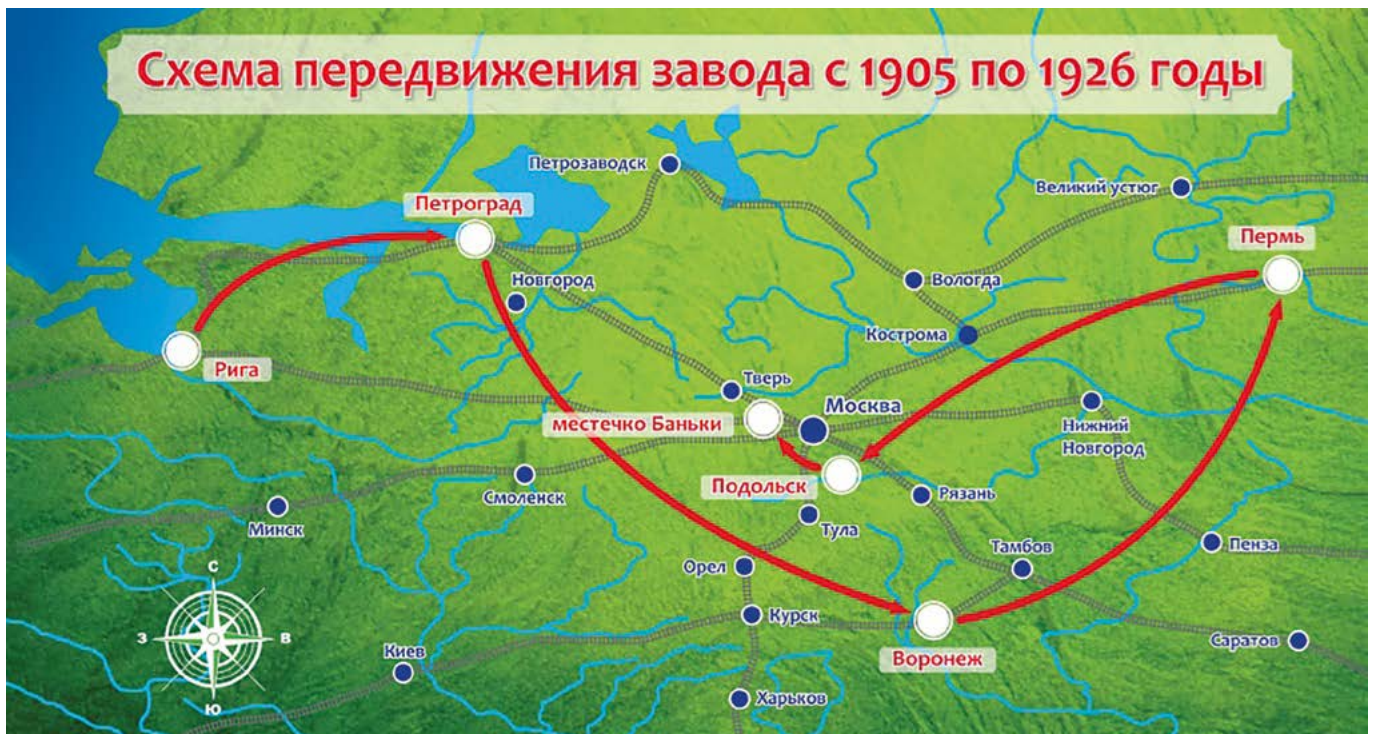 Схема передвижения завода с 1905 по 1926 годы
Петрозаводск
Великий устюг
Петроград
Пермь
Новгород
Вологда
Кострома
Рига
Тверь
Москва
местечко Баньки
Нижний
Новгород
Подольск
Смоленск
Рязань
Минск
Тула
Пенза
Тамбов
Орел
С
З
В
Ю
Курск
Саратов
Киев
Воронеж
Харьков